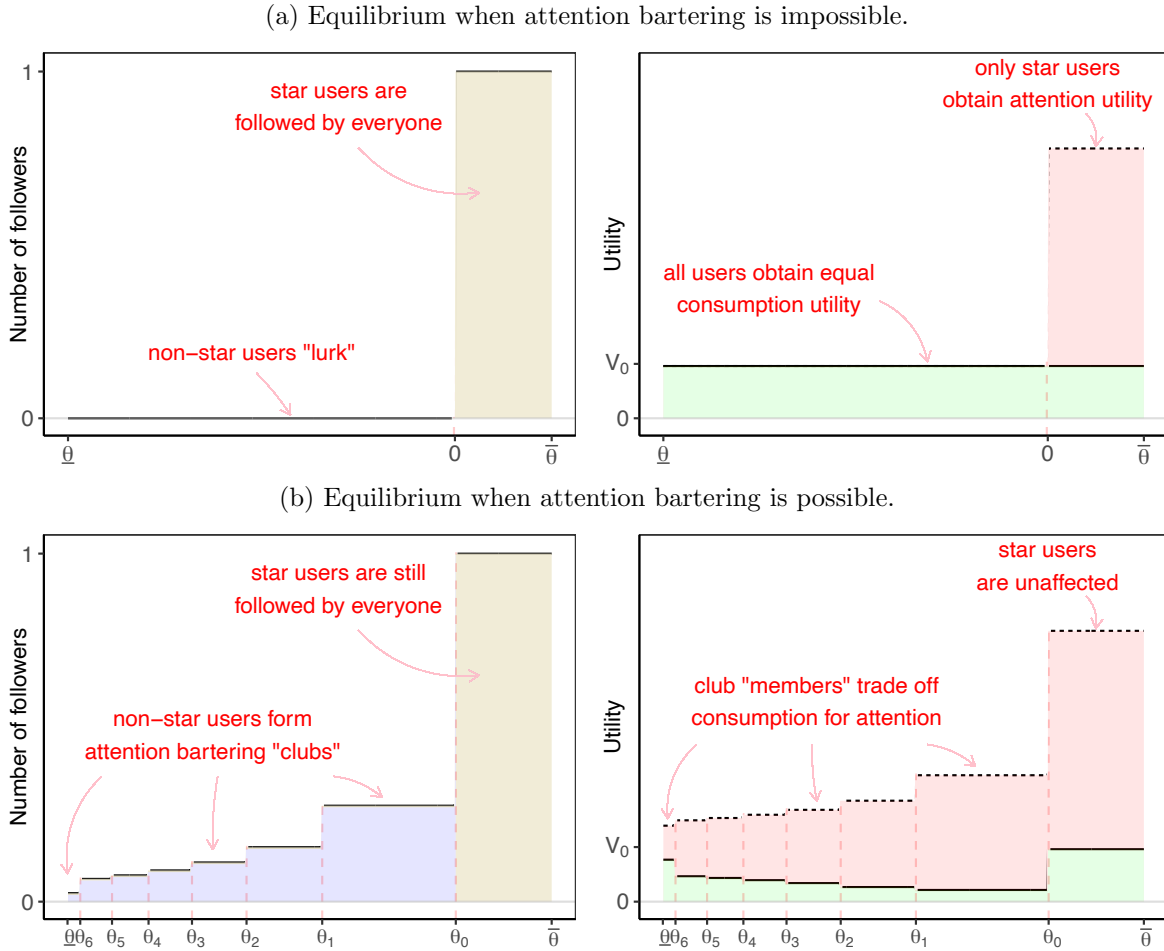 (a) Equilibrium when attention bartering is impossible.
Number of followers
1
0
star users are
followed by everyone
non−star users "lurk"
θ 0 θ
Utility
V0
0
only star users
obtain attention utility
all users obtain equal
consumption utility
θ 0 θ
(b) Equilibrium when attention bartering is possible.
Number of followers
1
0
star users are still
followed by everyone
non−star users form
attention bartering "clubs"
θ θ6 θ5 θ4 θ3 θ2 θ1 θ0 θ
Utility
V0
0
star users
are unaffected
club "members" trade off
consumption for attention
θ θ6 θ5 θ4 θ3 θ2 θ1 θ0 θ